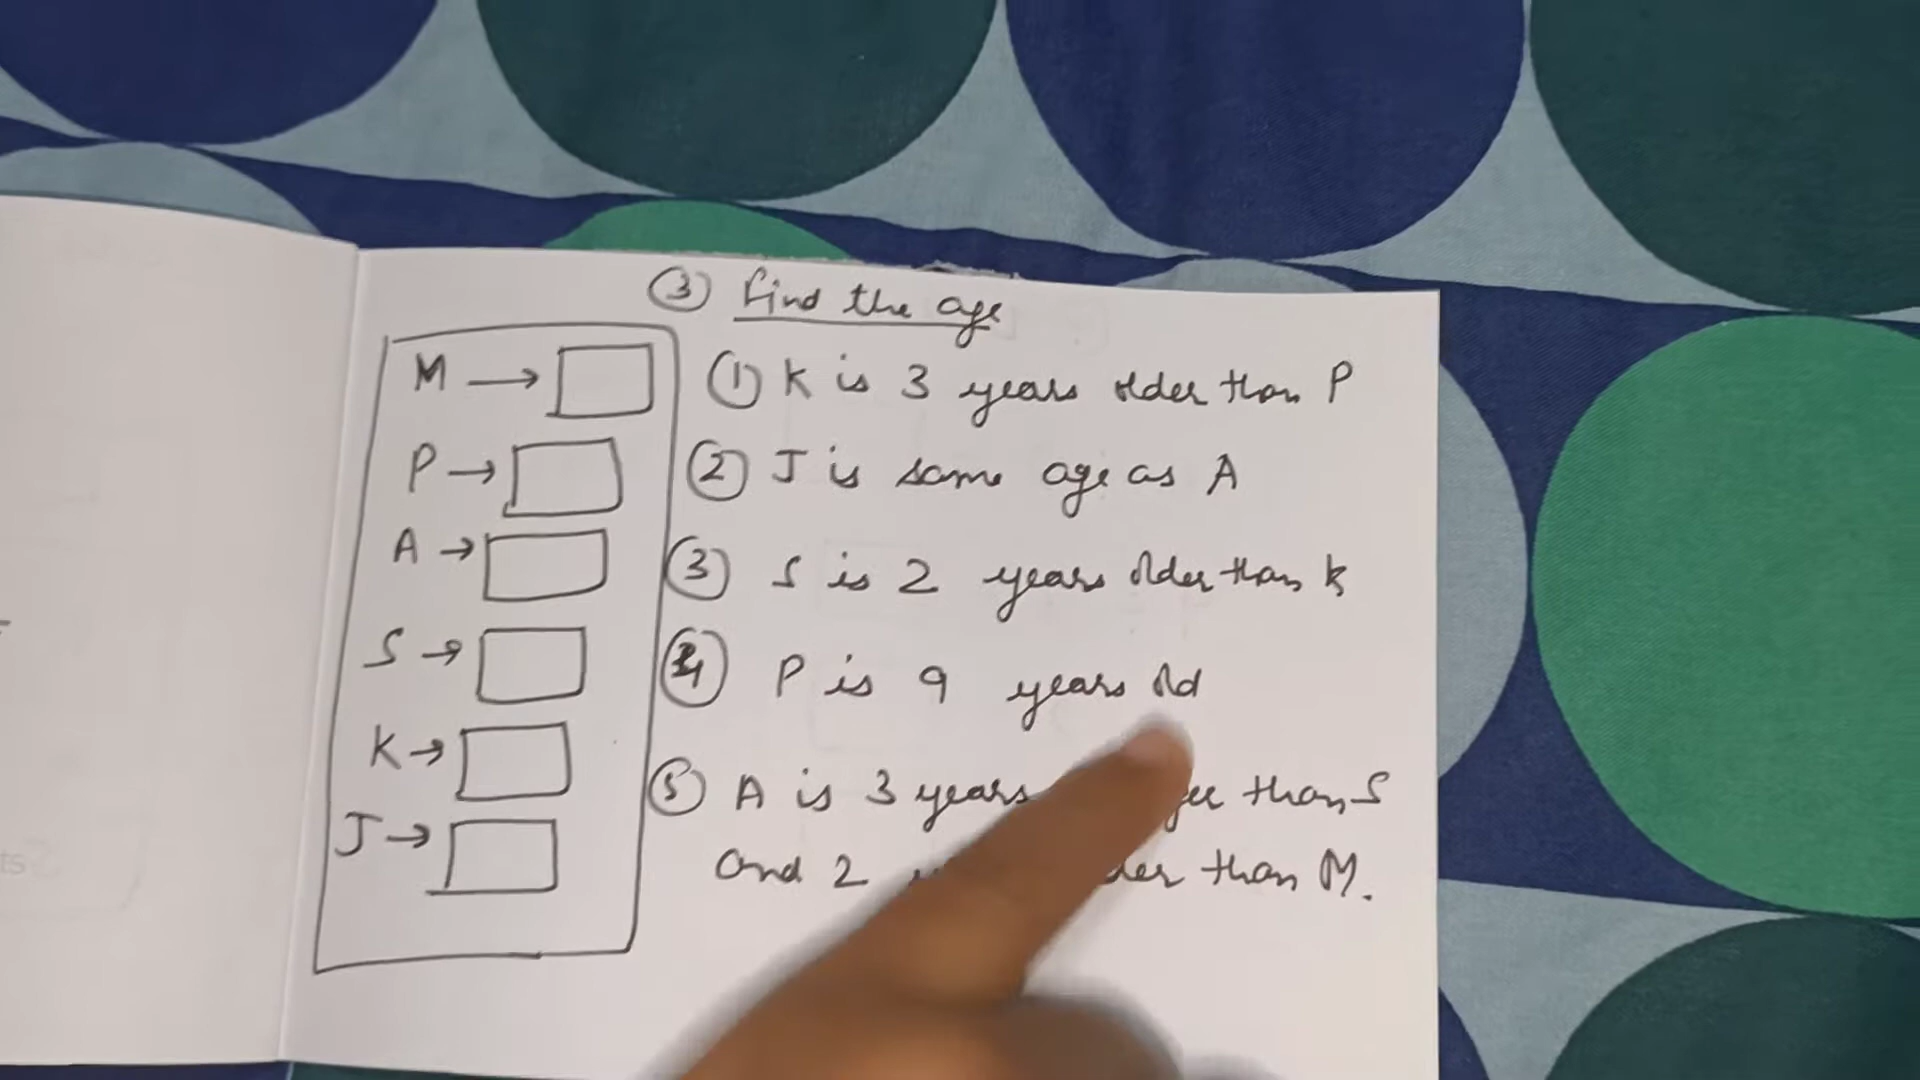 ③ Find the age
M →
① K is 3 years older than P
P →
② J is same age as A
A →
③ S is 2 years older than K
S →
④ P is 9 years old
K →
⑤ A is 3 years than S
J →
and 2 than M.